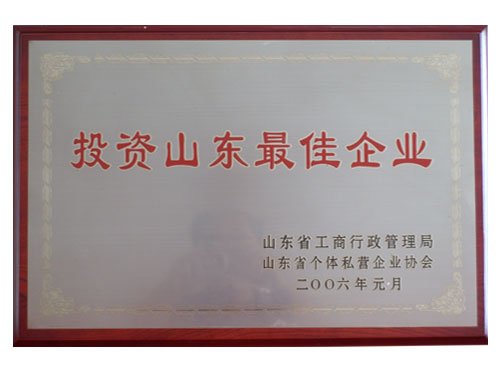 投资山东最佳企业
山东省工商行政管理局
山东省个体私营企业协会
二〇〇六年元月